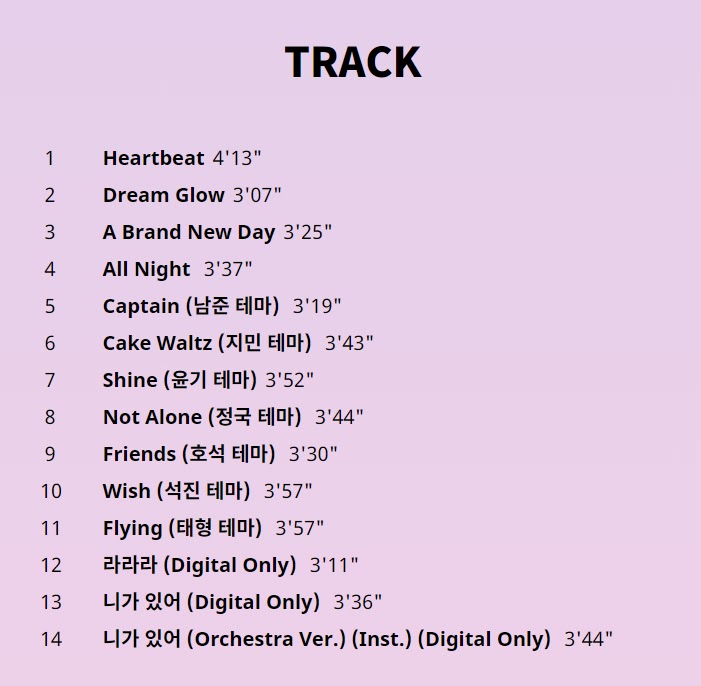 TRACK
1 Heartbeat 4'13"
2 Dream Glow 3'07"
3 A Brand New Day 3'25"
4 All Night 3'37"
5 Captain (남준 테마) 3'19"
6 Cake Waltz (지민 테마) 3'43"
7 Shine (윤기 테마) 3'52"
8 Not Alone (정국 테마) 3'44"
9 Friends (호석 테마) 3'30"
10 Wish (석진 테마) 3'57"
11 Flying (태형 테마) 3'57"
12 라라라 (Digital Only) 3'11"
13 니가 있어 (Digital Only) 3'36"
14 니가 있어 (Orchestra Ver.) (Inst.) (Digital Only) 3'44"